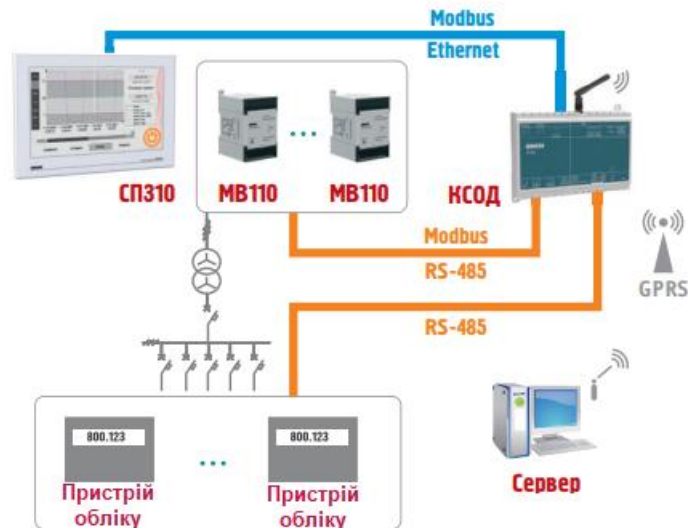 Modbus
Ethernet
СП310
МВ110
МВ110
КСОД
Modbus
RS-485
GPRS
RS-485
800.123
800.123
Пристрій
обліку
Пристрій
обліку
Сервер